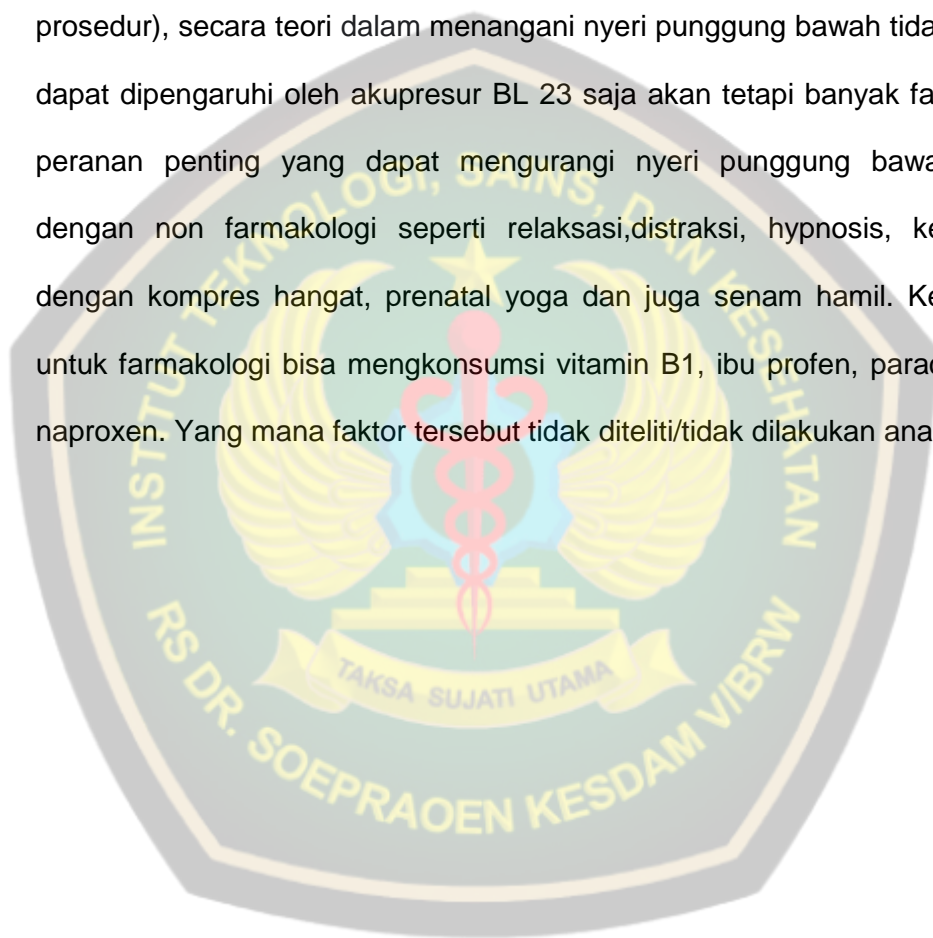 prosedur), secara teori dalam menangani nyeri punggung bawah tida
dapat dipengaruhi oleh akupresur BL 23 saja akan tetapi banyak fa
peranan penting yang dapat mengurangi nyeri punggung bawa
dengan non farmakologi seperti relaksasi,distraksi, hypnosis, ke
dengan kompres hangat, prenatal yoga dan juga senam hamil. Ke
untuk farmakologi bisa mengkonsumsi vitamin B1, ibu profen, parac
naproxen. Yang mana faktor tersebut tidak diteliti/tidak dilakukan ana
INSTITUT TEKNOLOGI, SAINS, DAN KESEHATAN
TAKSA SUJATI UTAMA
RS DR. SOEPRAOEN KESDAM V/BRW